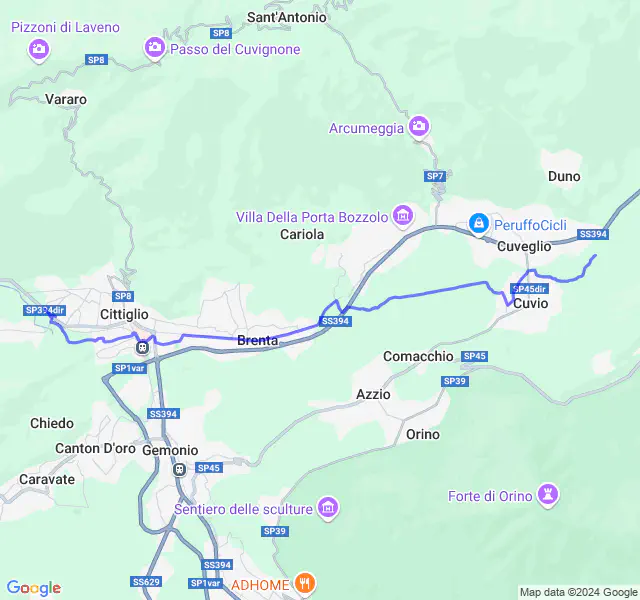 Sant'Antonio
Pizzoni di Laveno
SP8
Passo del Cuvignone
SP8
Vararo
Arcumeggia
SP7
Duno
Villa Della Porta Bozzolo
PeruffoCicli
Cariola
SS394
Cuveglio
SP45dir
SP8
Cuvio
SP394dir
Cittiglio
SS394
Brenta
Comacchio
SP45
SP1var
SP39
Azzio
SS394
Chiedo
Orino
Canton D'oro
Gemonio
SP45
Caravate
Forte di Orino
Sentiero delle sculture
SP39
SS394
SS629
SP1var
ADHOME
Google
Map data ©2024 Google